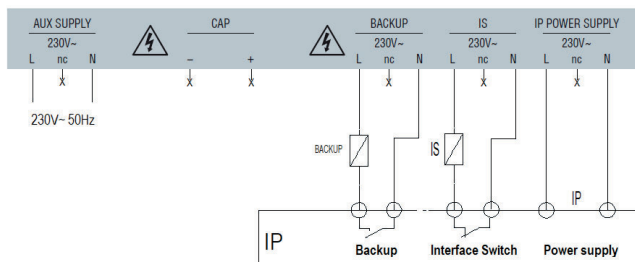 AUX SUPPLY CAP BACKUP IS IP POWER SUPPLY
230V~ 230V~ 230V~ 230V~
L nc N – + L nc N L nc N L nc N
X X X X X X
230V~ 50Hz
BACKUP IS
IP
IP Backup Interface Switch Power supply